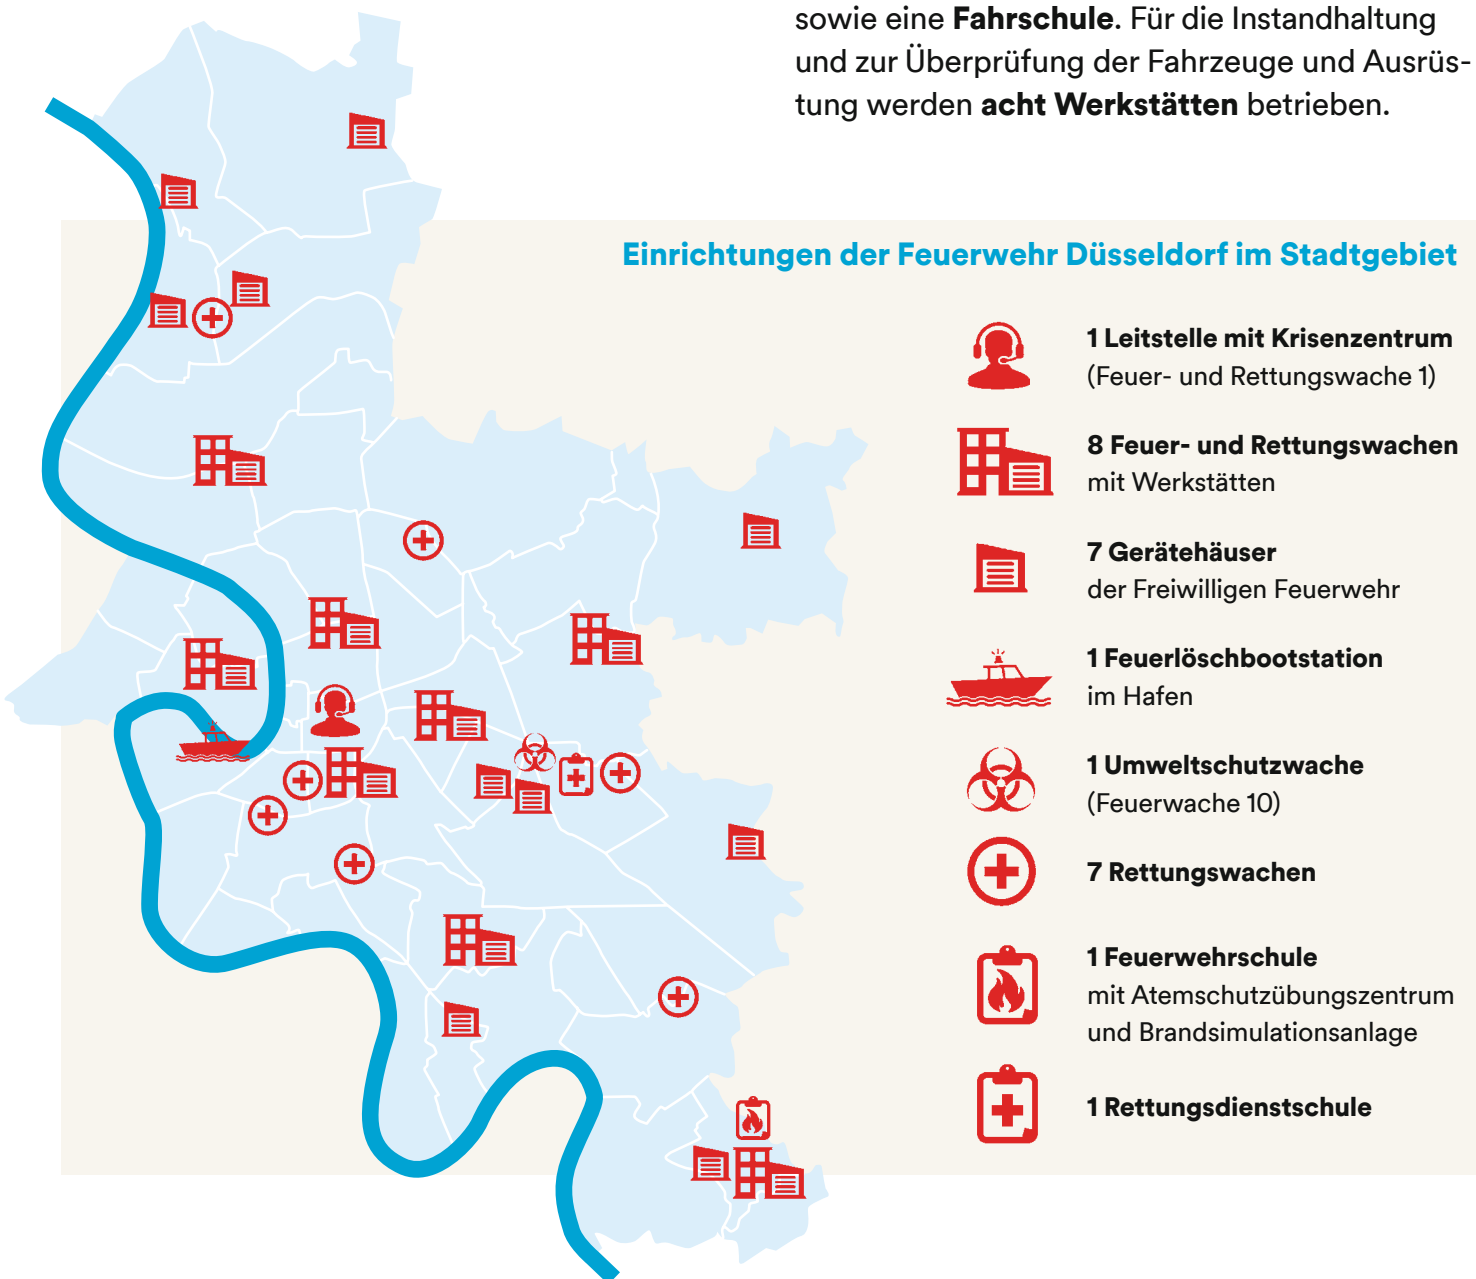 sowie eine Fahrschule. Für die Instandhaltung
und zur Überprüfung der Fahrzeuge und Ausrüs-
tung werden acht Werkstätten betrieben.
Einrichtungen der Feuerwehr Düsseldorf im Stadtgebiet
1 Leitstelle mit Krisenzentrum
(Feuer- und Rettungswache 1)
8 Feuer- und Rettungswachen
mit Werkstätten
7 Gerätehäuser
der Freiwilligen Feuerwehr
1 Feuerlöschbootstation
im Hafen
1 Umweltschutzwache
(Feuerwache 10)
7 Rettungswachen
1 Feuerwehrschule
mit Atemschutzübungszentrum
und Brandsimulationsanlage
1 Rettungsdienstschule